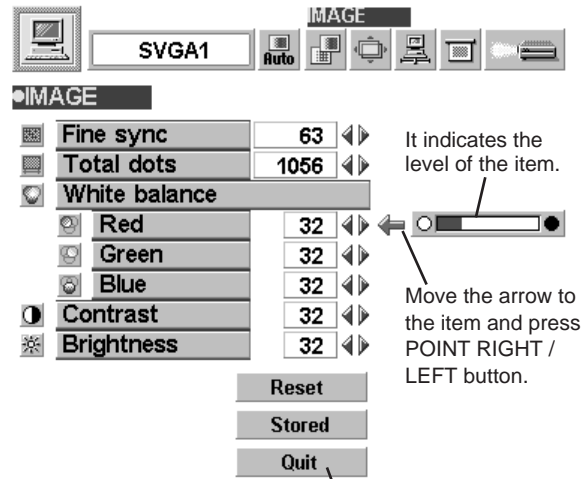 IMAGE
SVGA1
Auto
IMAGE
Fine sync 63
Total dots 1056
White balance
Red 32
Green 32
Blue 32
Contrast 32
Brightness 32
Reset
Stored
Quit
It indicates the
level of the item.
Move the arrow to
the item and press
POINT RIGHT /
LEFT button.